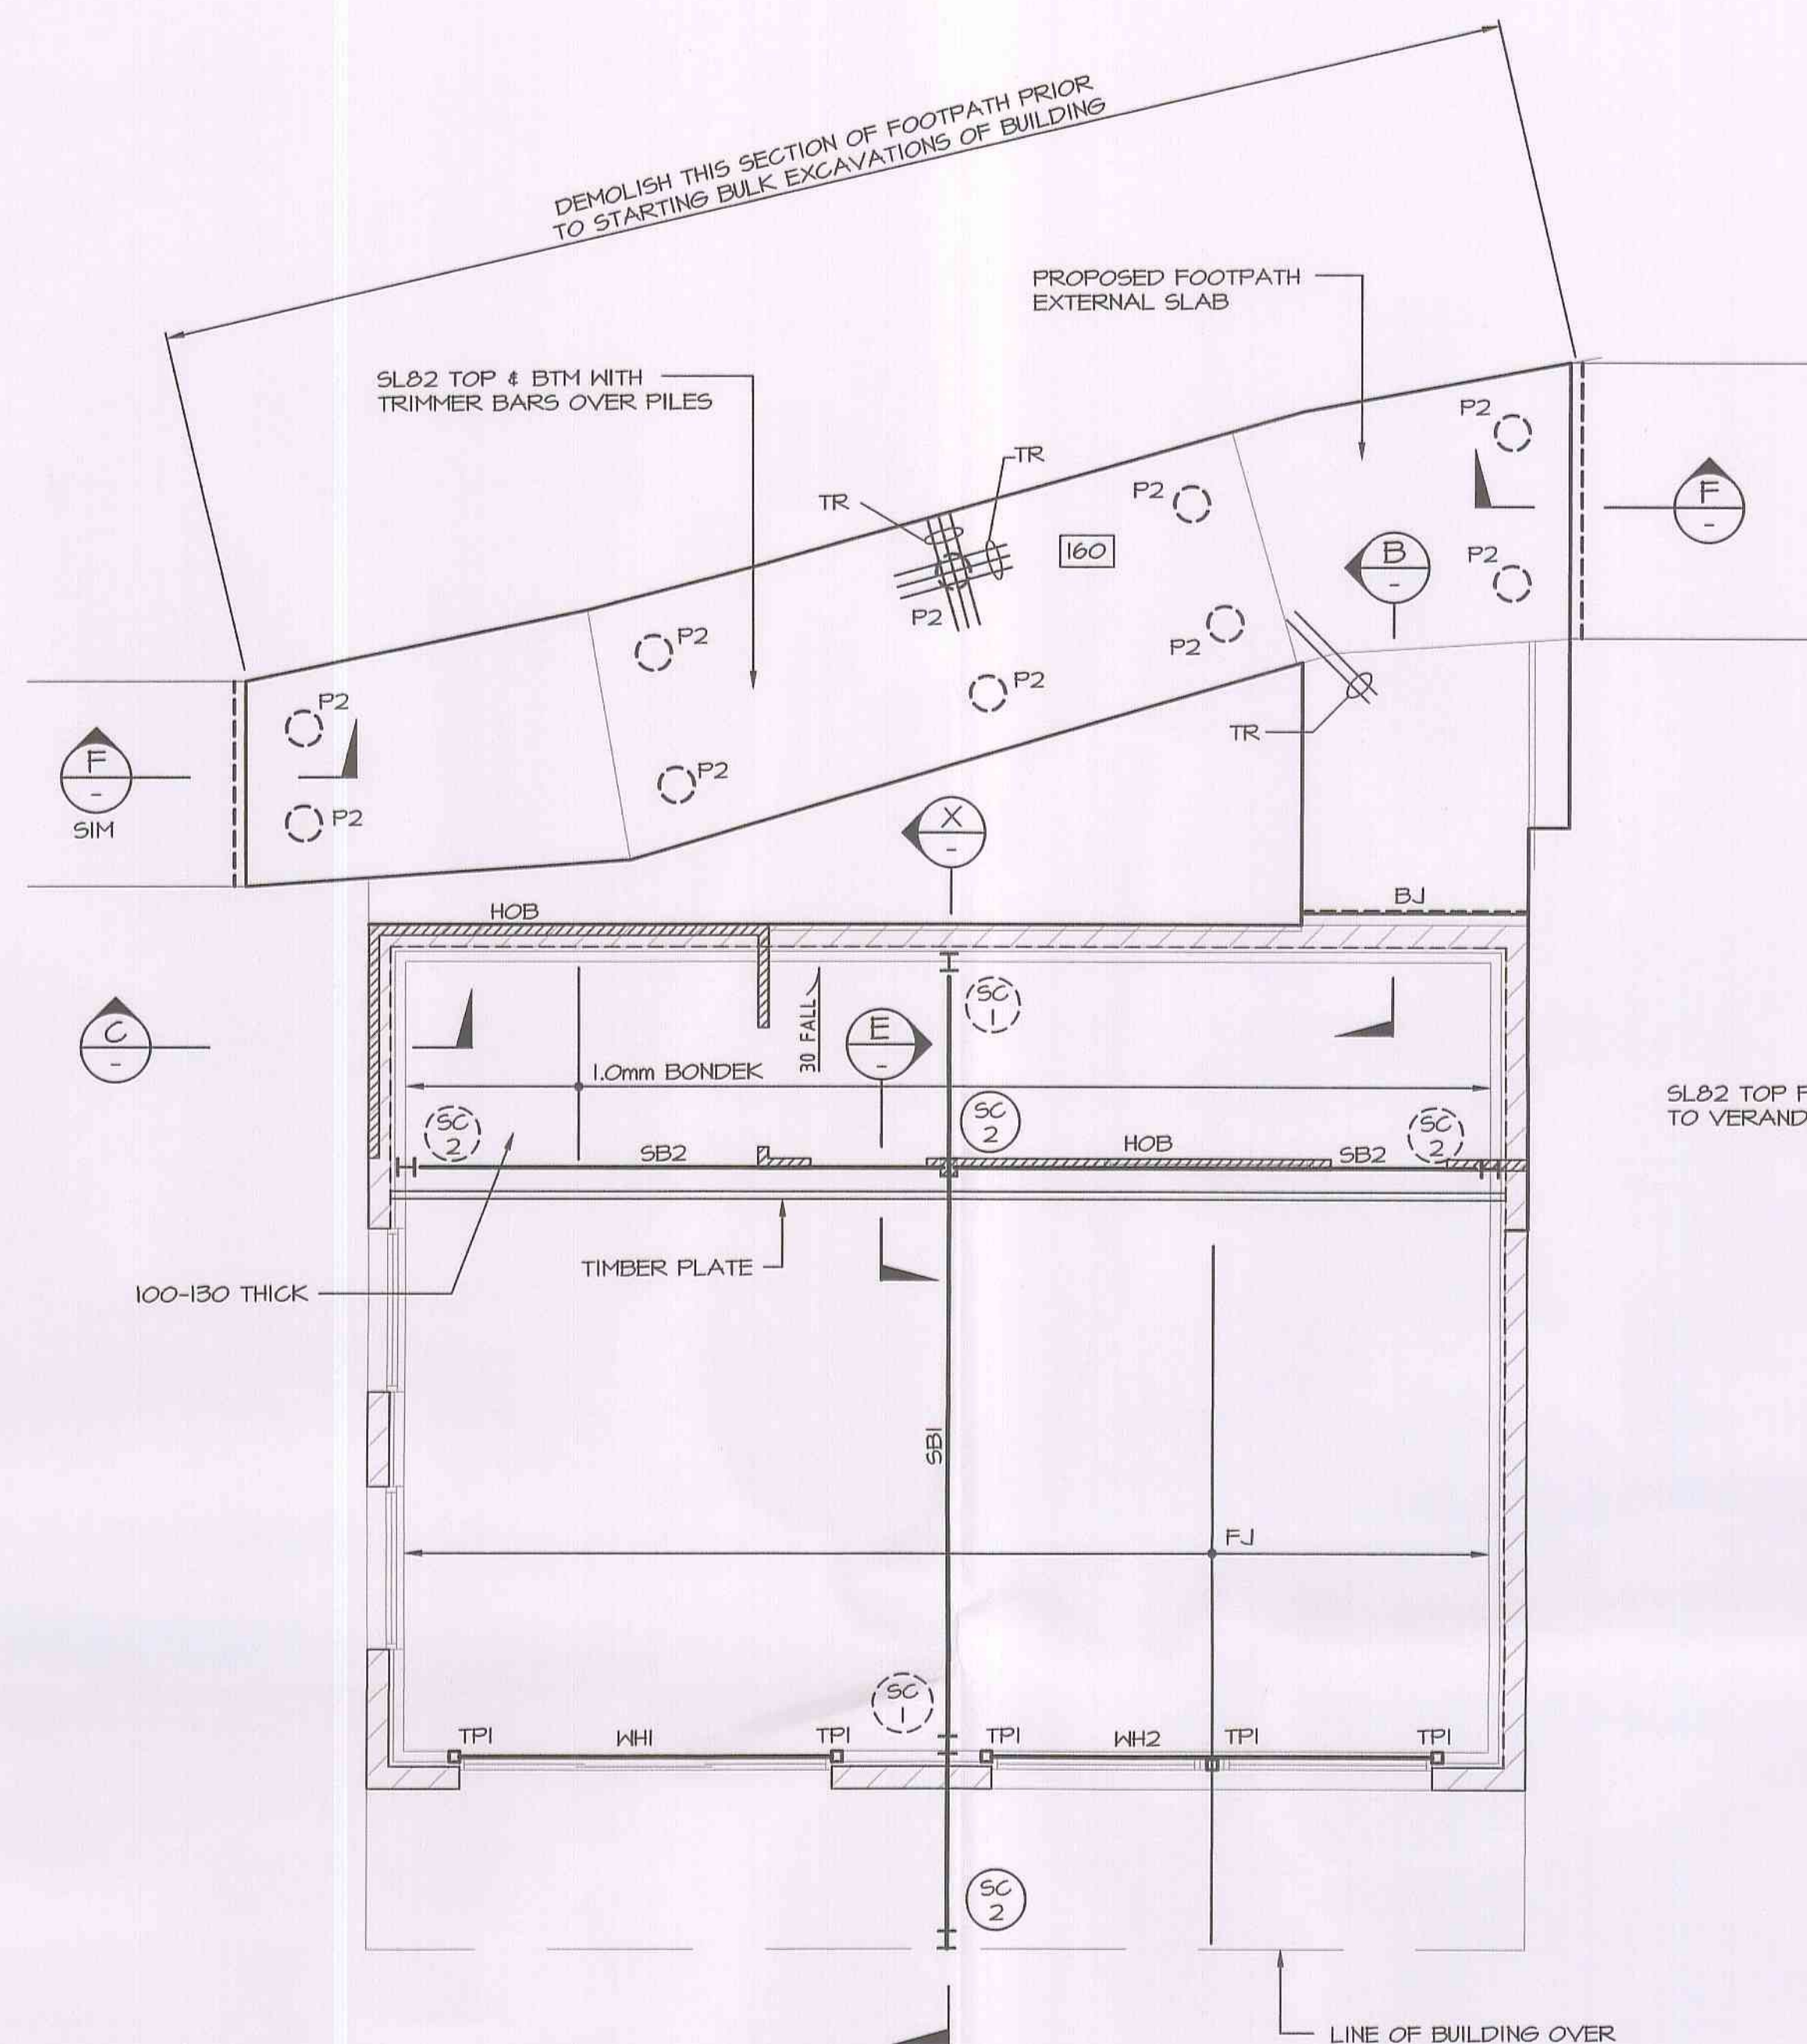 DEMOLISH THIS SECTION OF FOOTPATH PRIOR
TO STARTING BULK EXCAVATIONS OF BUILDING
PROPOSED FOOTPATH
EXTERNAL SLAB
SL82 TOP & BTM WITH
TRIMMER BARS OVER PILES
P2
TR
TR
P2
F
-
160
B
-
P2
P2
P2
P2
P2
P2
TR
P2
P2
F
-
SIM
P2
X
-
BJ
HOB
SC
1
30 FALL
E
-
C
-
1.0mm BONDEK
SL82 TOP F
TO VERAND
SC
2
SC
2
SC
2
HOB
SB2
SB2
TIMBER PLATE
100-130 THICK
SB1
FJ
SC
1
TP1
WH1
TP1
TP1
WH2
TP1
TP1
SC
2
LINE OF BUILDING OVER